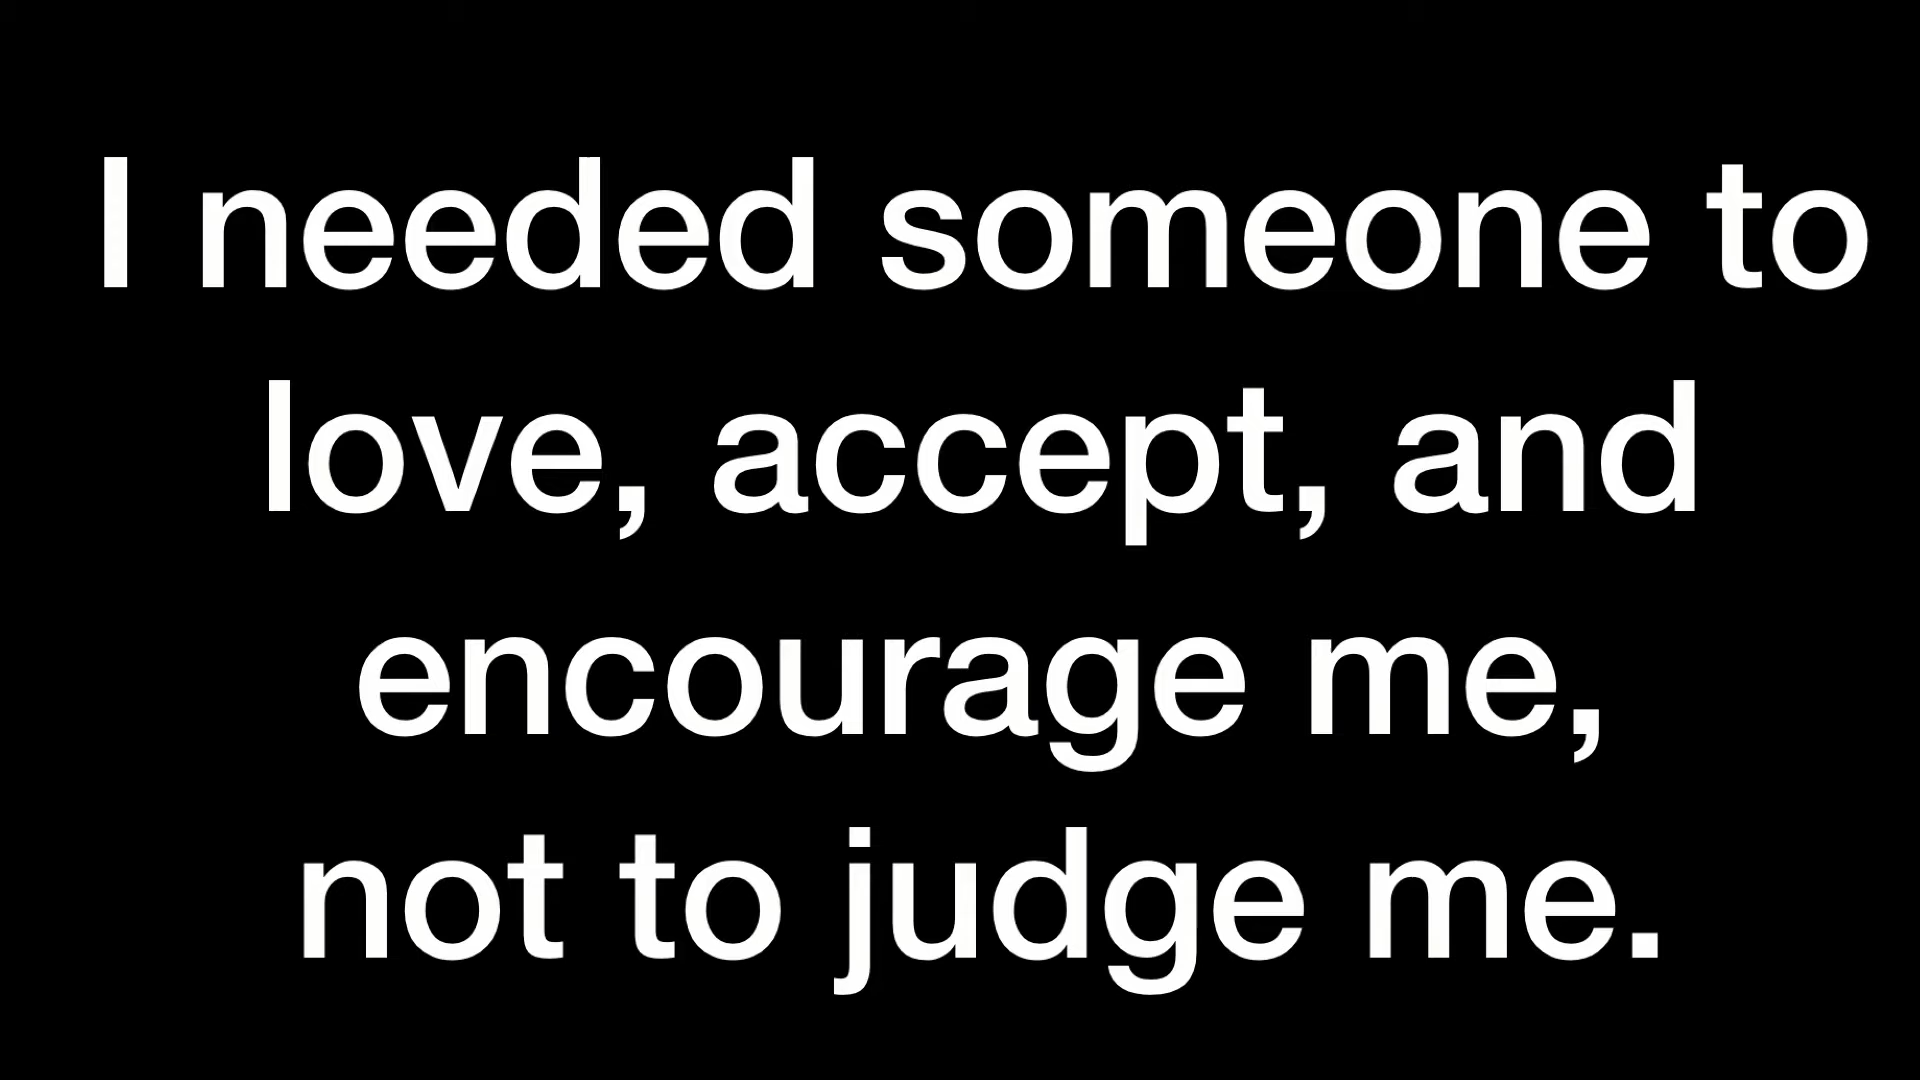 I needed someone to
love, accept, and
encourage me,
not to judge me.